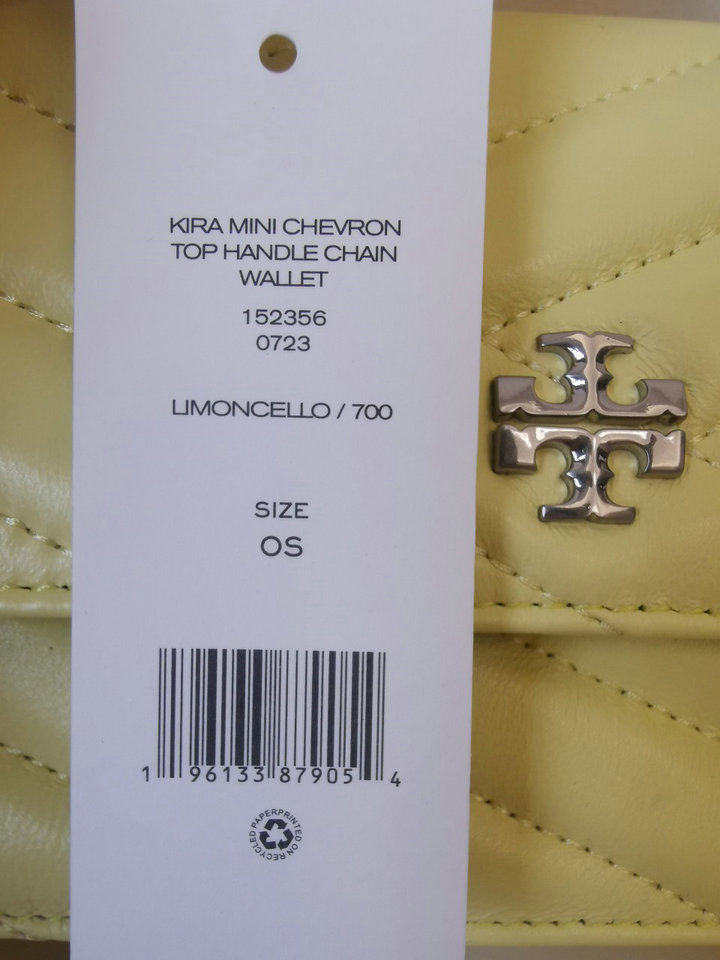 KIRA MINI CHEVRON
TOP HANDLE CHAIN
WALLET
152356
0723
LIMONCELLO / 700
SIZE
OS
1 96133 87905 4
PRINTED ON RECYCLED PAPER